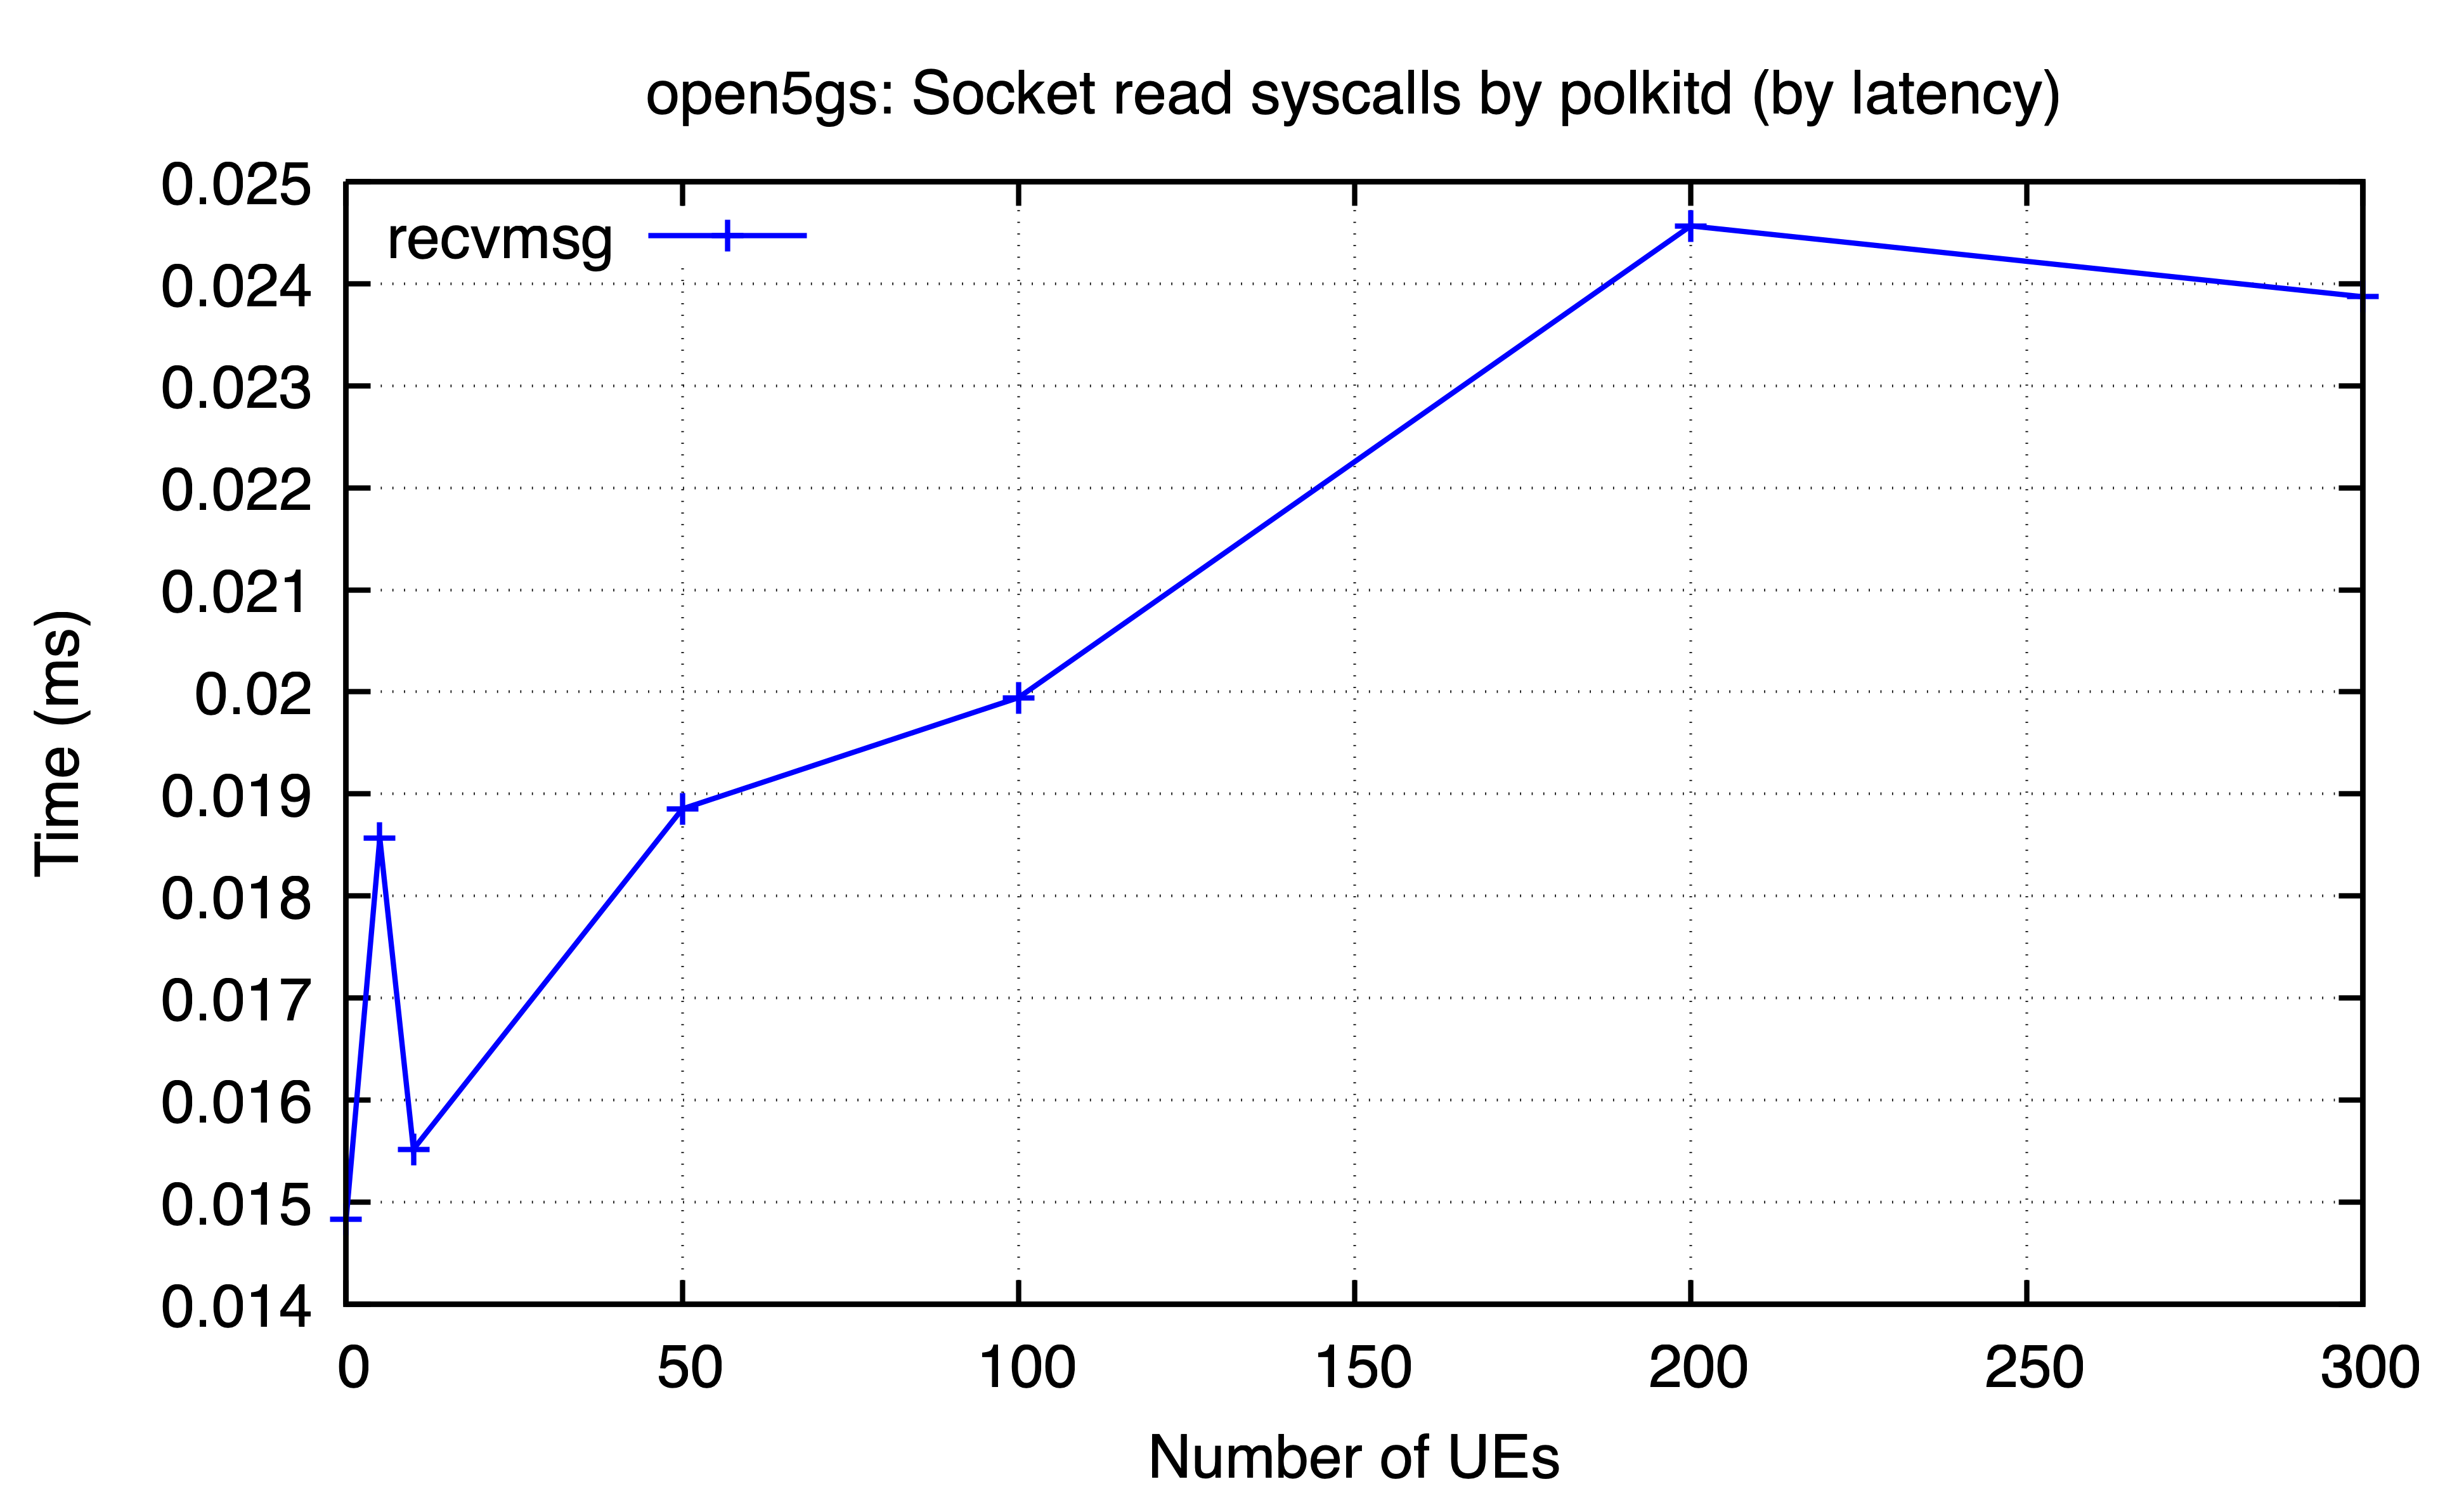 open5gs: Socket read syscalls by polkitd (by latency)
recvmsg
0.025
0.024
0.023
0.022
0.021
0.02
0.019
0.018
0.017
0.016
0.015
0.014
Time (ms)
0 50 100 150 200 250 300
Number of UEs